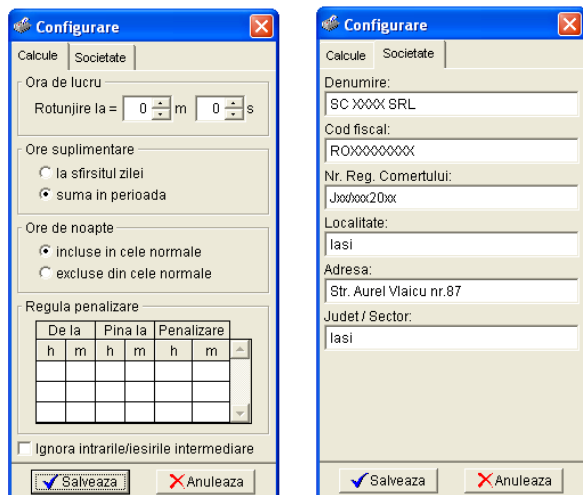 Configurare
Calcule Societate
Ora de lucru
Rotunjire la = 0 m 0 s
Ore suplimentare
la sfirsitul zilei
suma in perioada
Ore de noapte
incluse in cele normale
excluse din cele normale
Regula penalizare
De la Pina la Penalizare
h m h m h m
Ignora intrarile/iesirile intermediare
Salveaza Anuleaza
Configurare
Calcule Societate
Denumire:
SC XXXX SRL
Cod fiscal:
ROXXXXXXXX
Nr. Reg. Comertului:
Jxx/xxx20xx
Localitate:
Iasi
Adresa:
Str. Aurel Vlaicu nr.87
Judet / Sector:
Iasi
Salveaza Anuleaza